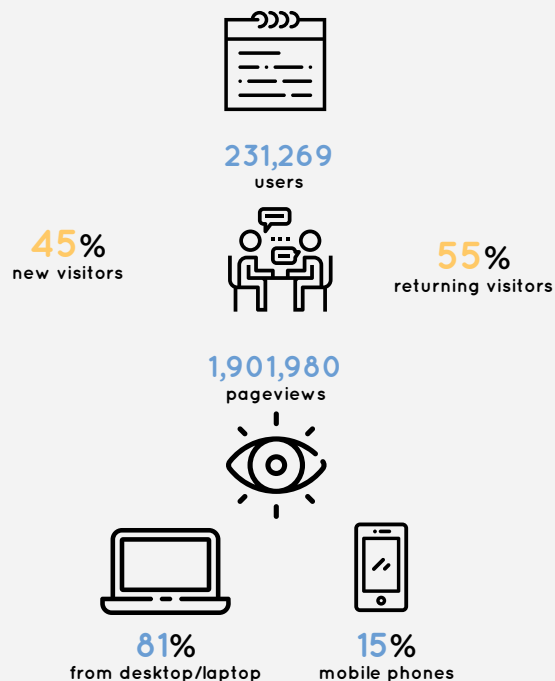 231,269
users
45%
new visitors
55%
returning visitors
1,901,980
pageviews
81%
from desktop/laptop
15%
mobile phones